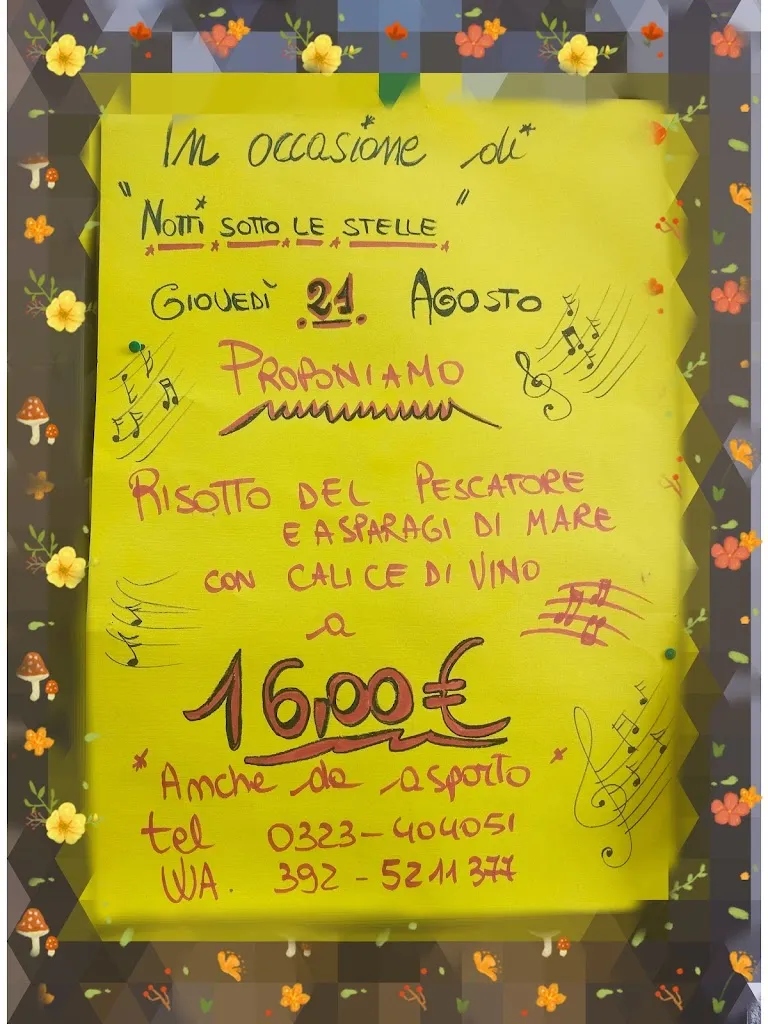 In occasione di
"Notti sotto le stelle"
Giovedì 21 Agosto
Proponiamo
Risotto del Pescatore
e asparagi di mare
con calice di vino
a
16,00€
*Anche da asporto*
tel 0323-404051
WA. 392-5211377